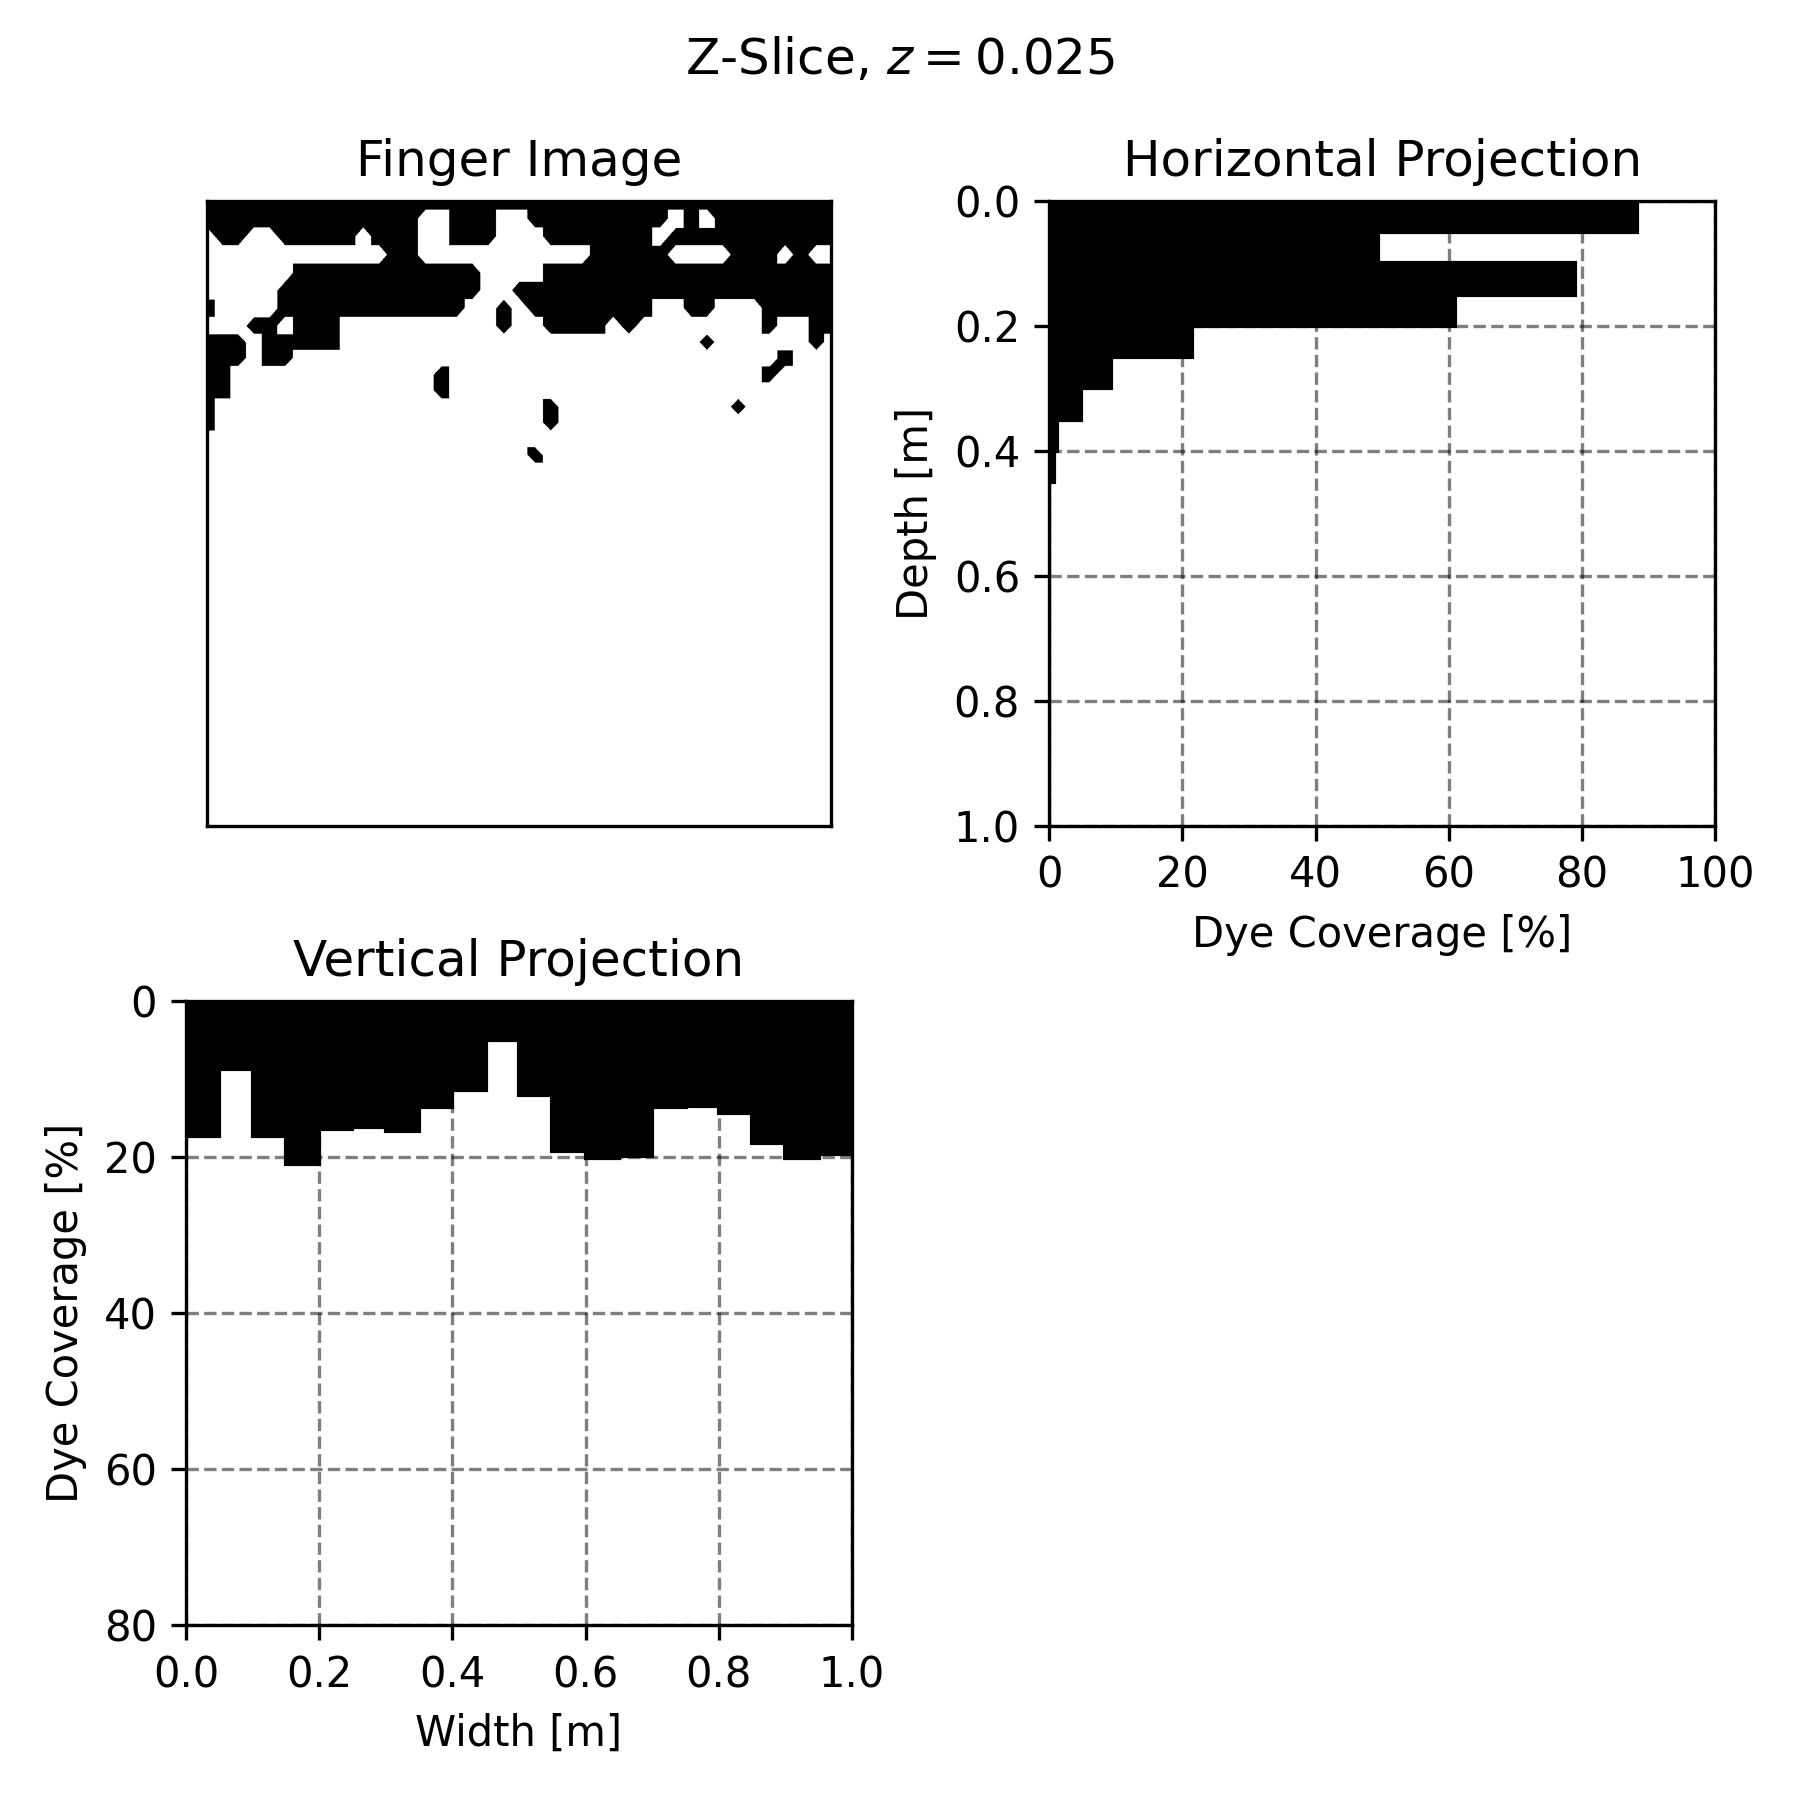 Z-Slice, z = 0.025
Finger Image
Horizontal Projection
0.0
0.2
0.4
0.6
0.8
1.0
Depth [m]
0 20 40 60 80 100
Dye Coverage [%]
Vertical Projection
0
20
40
60
80
Dye Coverage [%]
0.0 0.2 0.4 0.6 0.8 1.0
Width [m]